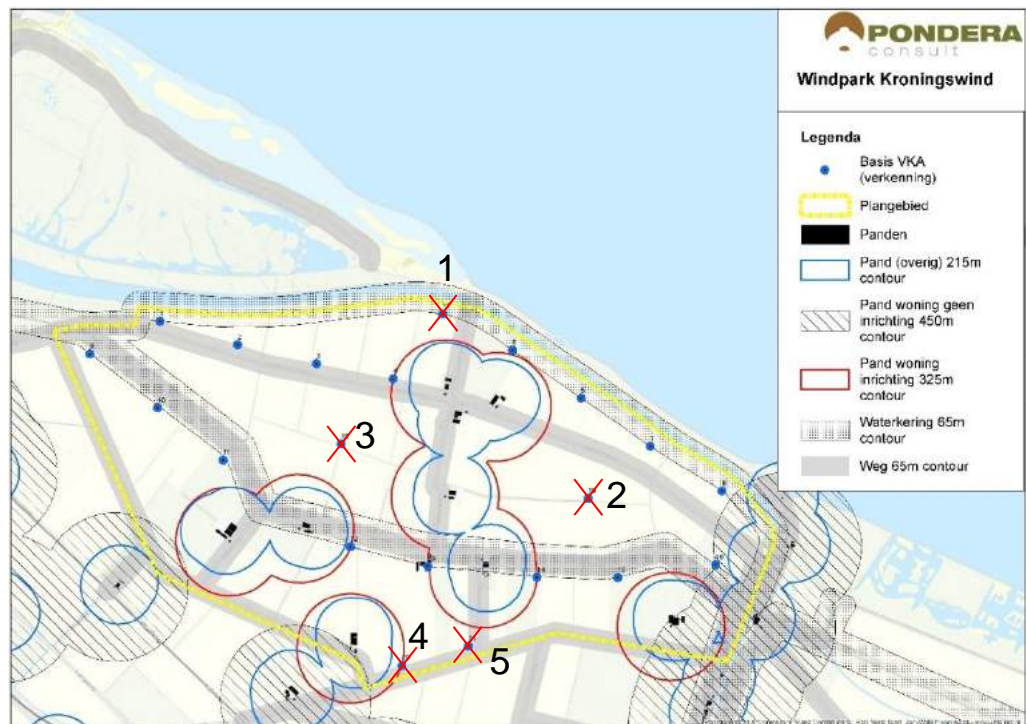 PONDERA
consult
Windpark Kroningswind
Legenda
Basis VKA
(verkenning)
Plangebied
Panden
Pand (overig) 215m
contour
Pand woning geen
inrichting 450m
contour
Pand woning
inrichting 325m
contour
Waterkering 65m
contour
Weg 65m contour
1
2
3
4
5